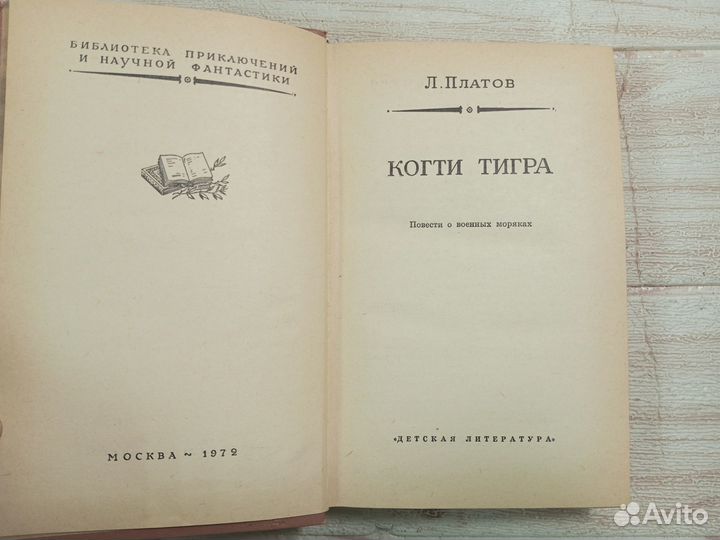 БИБЛИОТЕКА ПРИКЛЮЧЕНИЙ
И НАУЧНОЙ ФАНТАСТИКИ
МОСКВА ~ 1972
Л. ПЛАТОВ
КОГТИ ТИГРА
Повести о военных моряках
«ДЕТСКАЯ ЛИТЕРАТУРА»
Avito